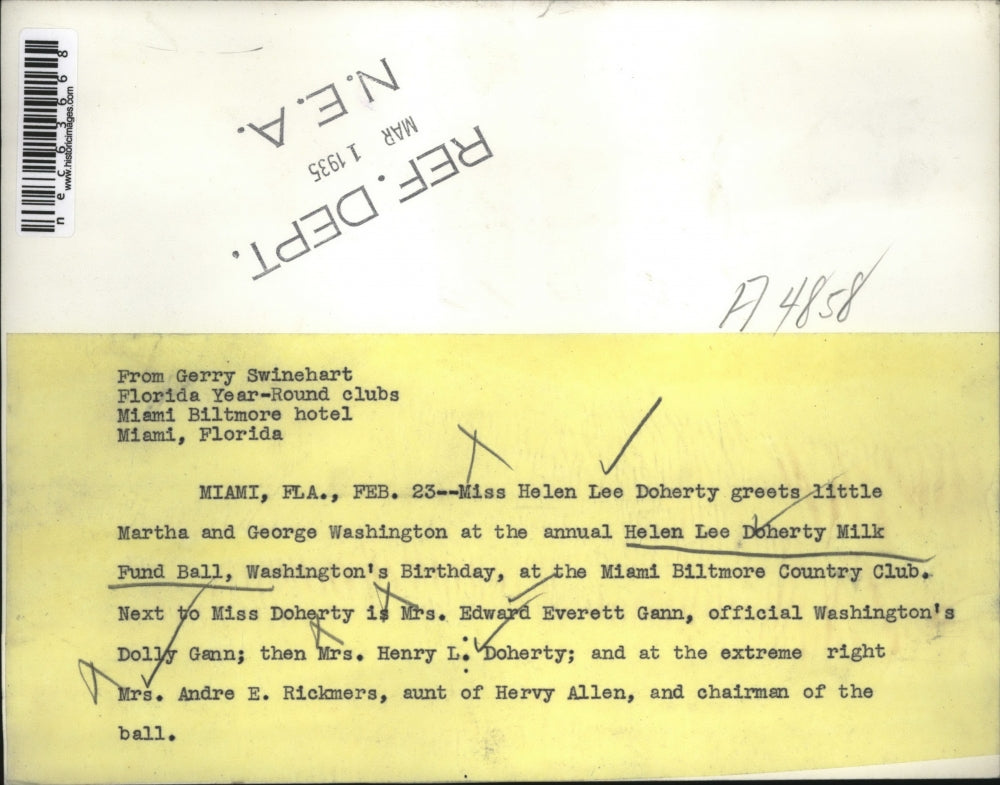 nec63668
www.historicimages.com
REF. DEPT.
MAR 1 1935
N.E.A.
A 4858
From Gerry Swinehart
Florida Year-Round clubs
Miami Biltmore hotel
Miami, Florida
MIAMI, FLA., FEB. 23--Miss Helen Lee Doherty greets little
Martha and George Washington at the annual Helen Lee Doherty Milk
Fund Ball, Washington's Birthday, at the Miami Biltmore Country Club.
Next to Miss Doherty is Mrs. Edward Everett Gann, official Washington's
Dolly Gann; then Mrs. Henry L. Doherty; and at the extreme right
Mrs. Andre E. Rickmers, aunt of Hervy Allen, and chairman of the
ball.